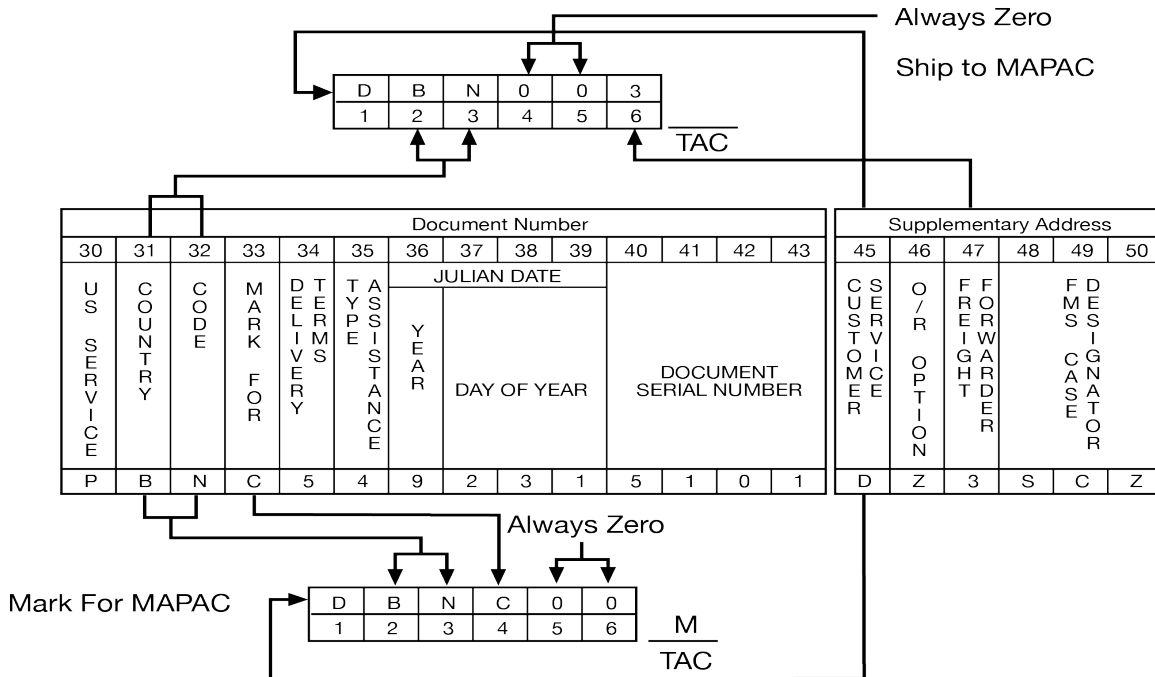 Always Zero
Ship to MAPAC
D B N 0 0 3
1 2 3 4 5 6
TAC
Document Number
Supplementary Address
30 31 32 33 34 35 36 37 38 39 40 41 42 43 45 46 47 48 49 50
US SERVICE
COUNTRY
CODE
MARK FOR
DELIVERY
TERMS
TYPE
ASSISTANCE
JULIAN DATE
YEAR
DAY OF YEAR
DOCUMENT
SERIAL NUMBER
CUSTOMER
SERVICE
O/R OPTION
FREIGHT
FORWARDER
FMS CASE
DESIGNATOR
P B N C 5 4 9 2 3 1 5 1 0 1 D Z 3 S C Z
Always Zero
Mark For MAPAC
D B N C 0 0
1 2 3 4 5 6
M
TAC